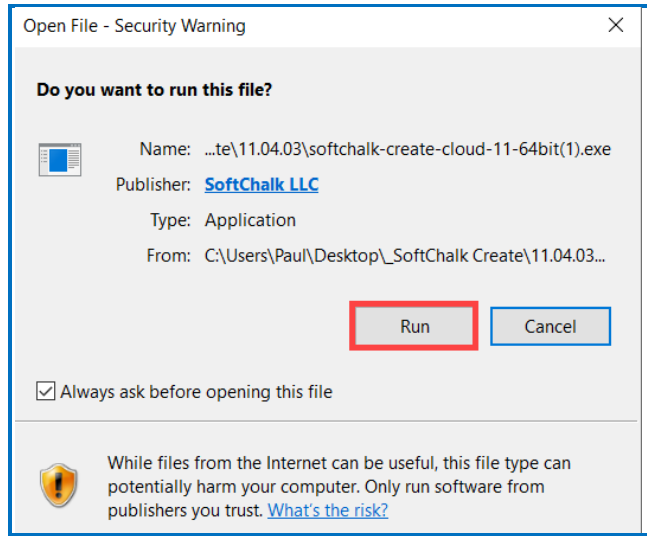 Open File - Security Warning
Do you want to run this file?
Name: ...te\11.04.03\softchalk-create-cloud-11-64bit(1).exe
Publisher: SoftChalk LLC
Type: Application
From: C:\Users\Paul\Desktop\_SoftChalk Create\11.04.03...
Run Cancel
Always ask before opening this file
While files from the Internet can be useful, this file type can
potentially harm your computer. Only run software from
publishers you trust. What's the risk?